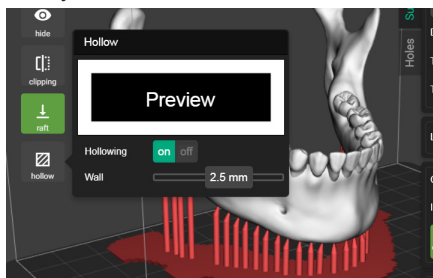 hide
clipping
raft
hollow
Hollow
Preview
Hollowing on off
Wall 2.5 mm
Holes